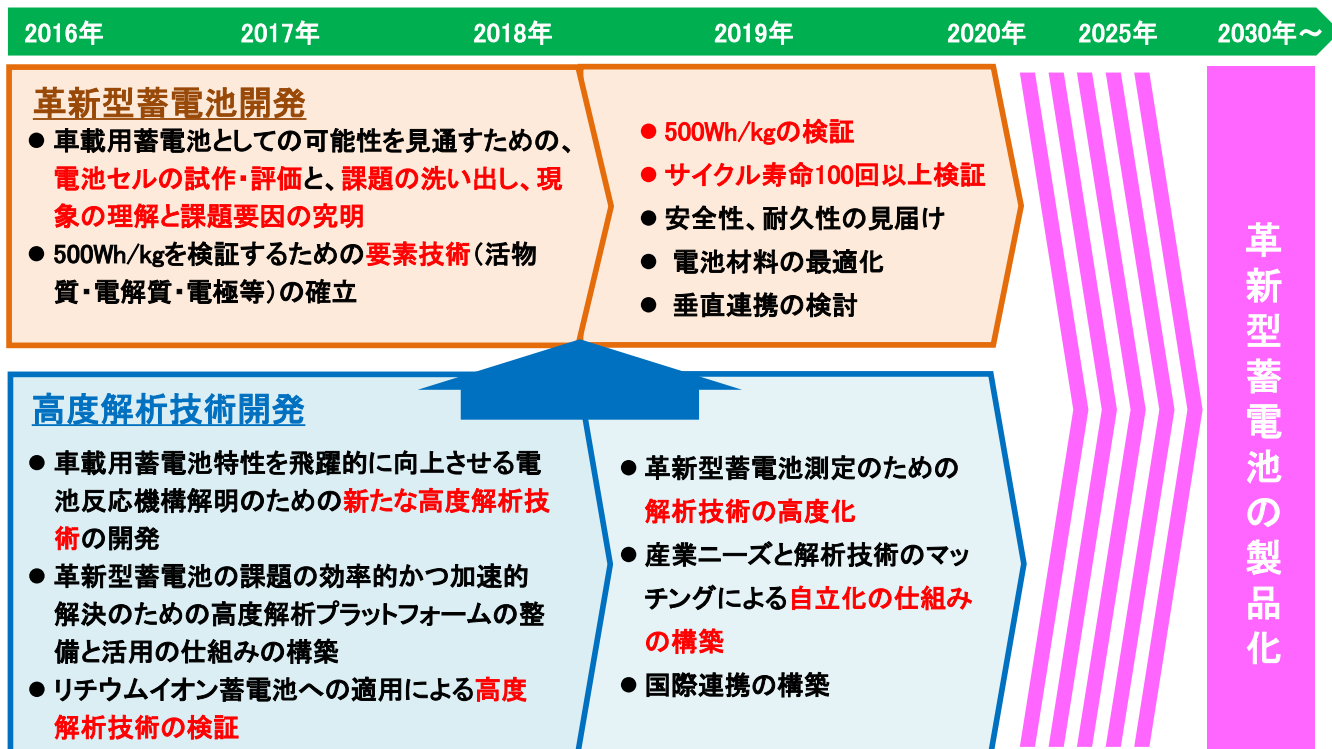 2016年 2017年 2018年 2019年 2020年 2025年 2030年～
革新型蓄電池開発
● 車載用蓄電池としての可能性を見通すための、
電池セルの試作・評価と、課題の洗い出し、現
象の理解と課題要因の究明
● 500Wh/kgを検証するための要素技術（活物
質・電解質・電極等）の確立
● 500Wh/kgの検証
● サイクル寿命100回以上検証
● 安全性、耐久性の見届け
● 電池材料の最適化
● 垂直連携の検討
高度解析技術開発
● 車載用蓄電池特性を飛躍的に向上させる電
池反応機構解明のための新たな高度解析技
術の開発
● 革新型蓄電池の課題の効率的かつ加速的
解決のための高度解析プラットフォームの整
備と活用の仕組みの構築
● リチウムイオン蓄電池への適用による高度
解析技術の検証
● 革新型蓄電池測定のための
解析技術の高度化
● 産業ニーズと解析技術のマッ
チングによる自立化の仕組み
の構築
● 国際連携の構築
革新型蓄電池の製品化